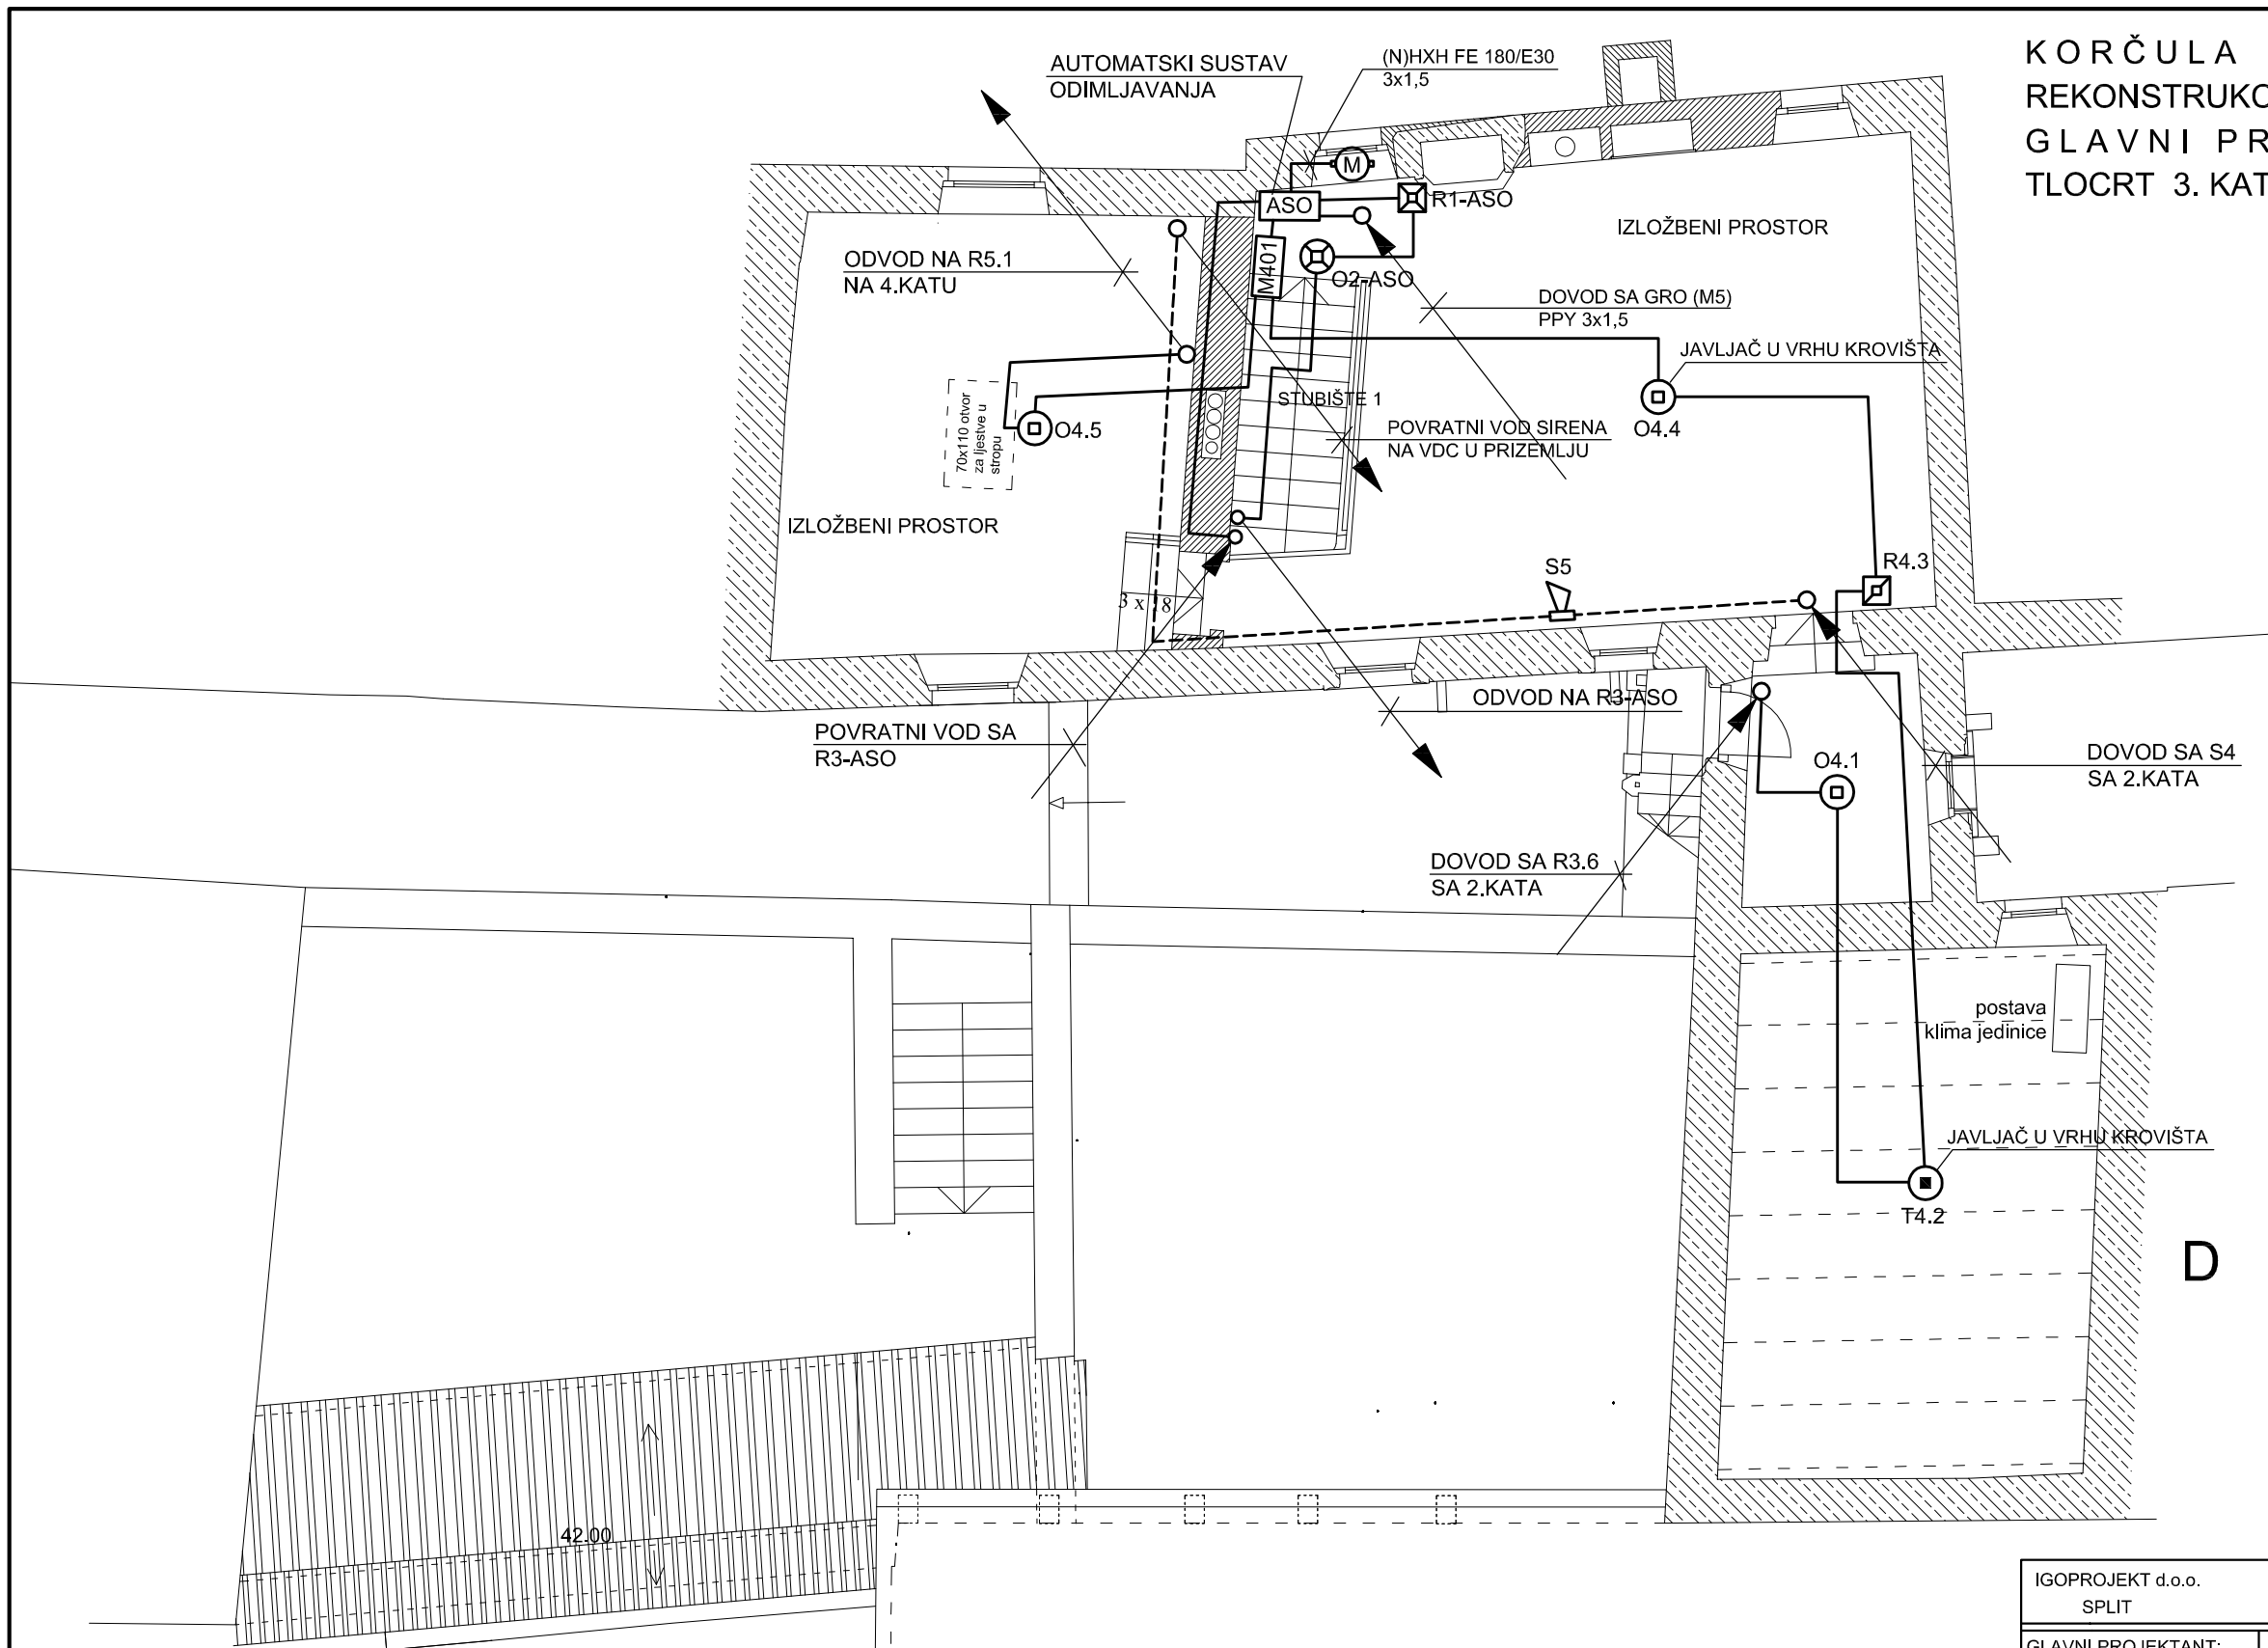 KORČULA
REKONSTRUKC
GLAVNI PR
TLOCRT 3. KAT
AUTOMATSKI SUSTAV
ODIMLJAVANJA
(N)HXH FE 180/E30
3x1,5
M
ASO
R1-ASO
IZLOŽBENI PROSTOR
M401
O2-ASO
ODVOD NA R5.1
NA 4.KATU
DOVOD SA GRO (M5)
PPY 3x1,5
JAVLJAČ U VRHU KROVIŠTA
STUBIŠTE 1
O4.4
POVRATNI VOD SIRENA
NA VDC U PRIZEMLJU
70x110 otvor
za ljestve u
stropu
O4.5
IZLOŽBENI PROSTOR
S5
R4.3
3 x 18
ODVOD NA R3-ASO
POVRATNI VOD SA
R3-ASO
O4.1
DOVOD SA S4
SA 2.KATA
DOVOD SA R3.6
SA 2.KATA
postava
klima jedinice
JAVLJAČ U VRHU KROVIŠTA
T4.2
D
42.00
IGOPROJEKT d.o.o.
SPLIT
GLAVNI PROJEKTANT: